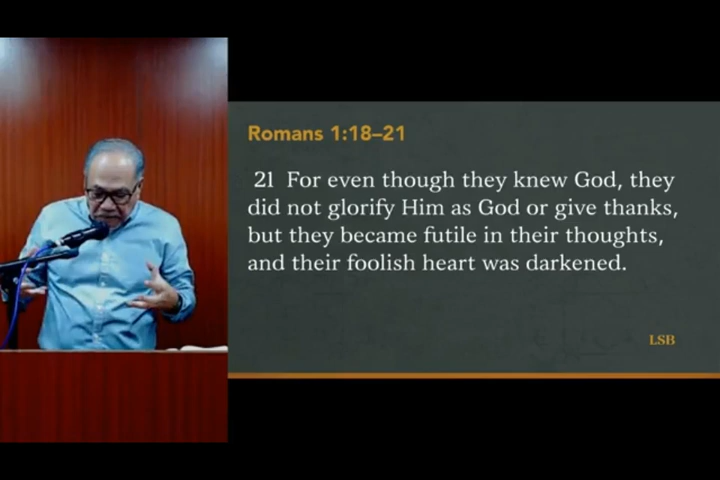 Romans 1:18–21
21 For even though they knew God, they
did not glorify Him as God or give thanks,
but they became futile in their thoughts,
and their foolish heart was darkened.
LSB